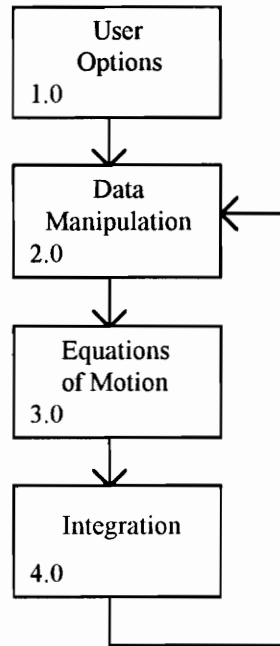 User
Options
1.0
Data
Manipulation
2.0
Equations
of Motion
3.0
Integration
4.0